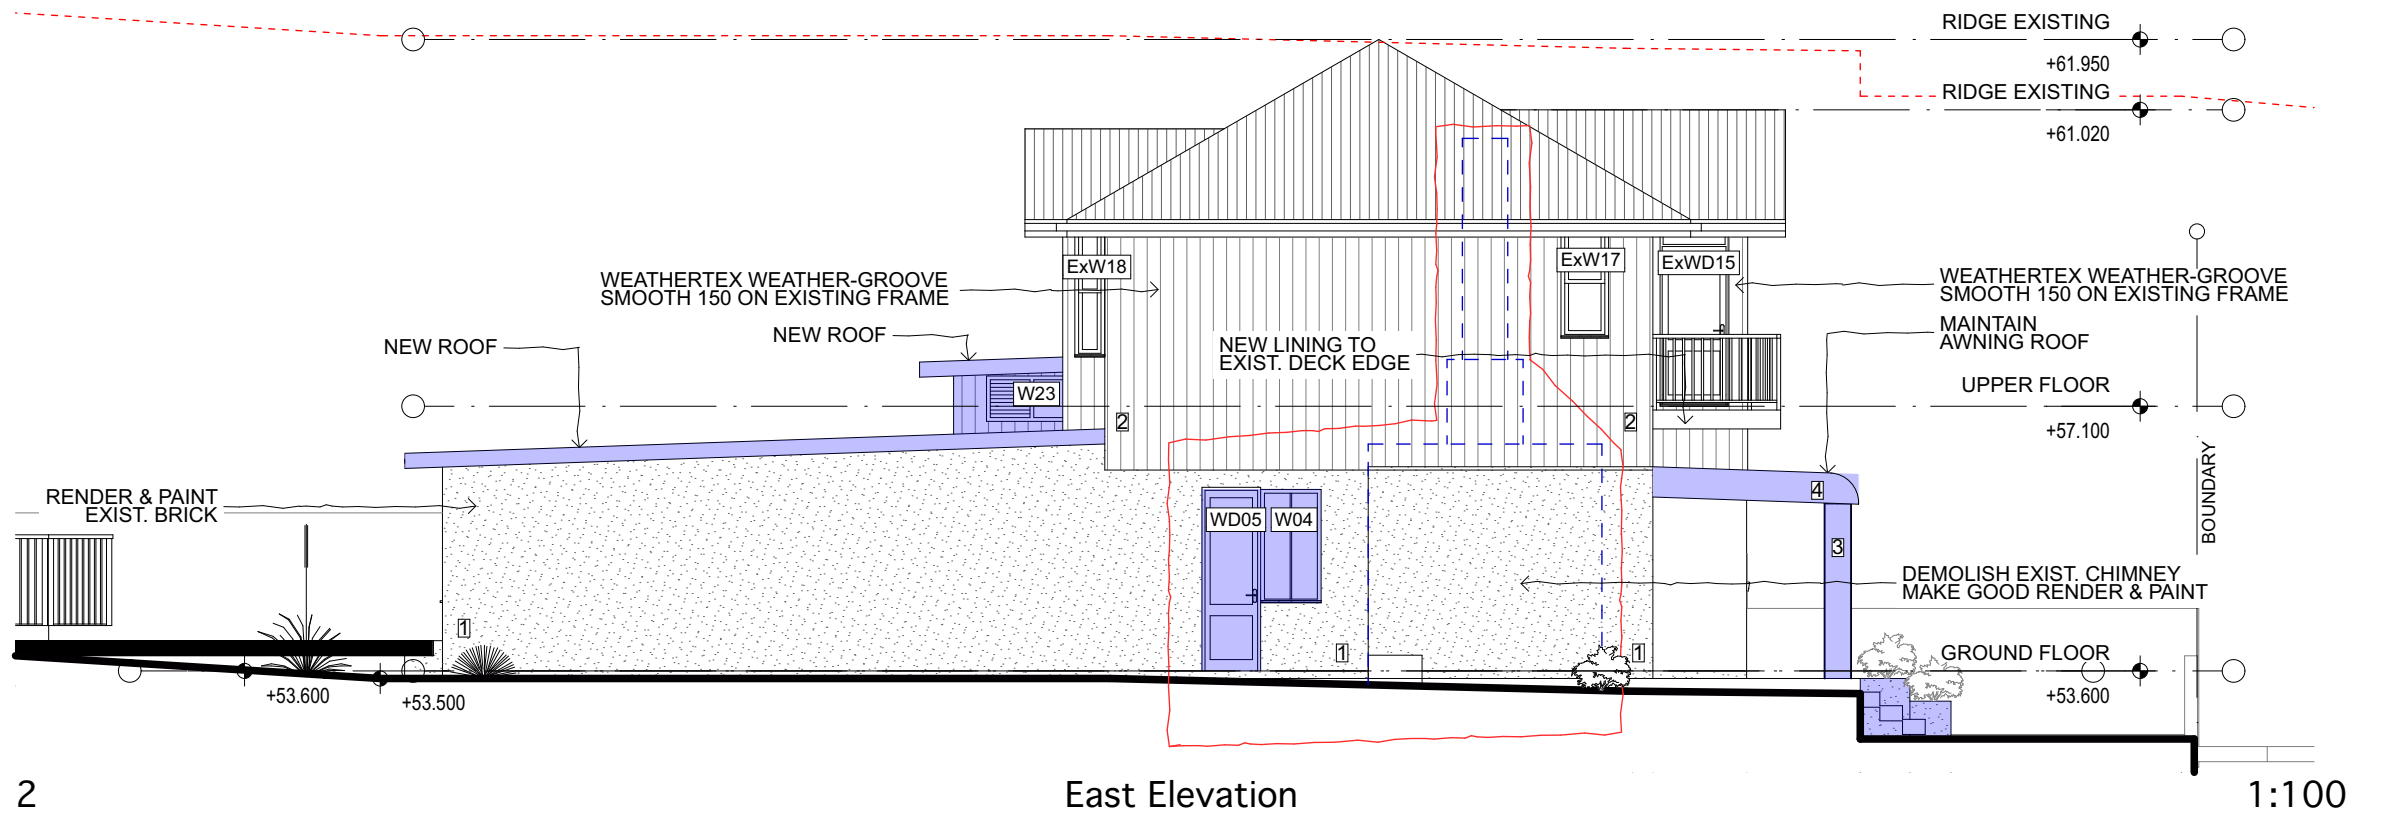 RIDGE EXISTING
+61.950
RIDGE EXISTING
+61.020
ExW18
ExW17
ExWD15
WEATHERTEX WEATHER-GROOVE
SMOOTH 150 ON EXISTING FRAME
WEATHERTEX WEATHER-GROOVE
SMOOTH 150 ON EXISTING FRAME
NEW ROOF
NEW ROOF
NEW LINING TO
EXIST. DECK EDGE
MAINTAIN
AWNING ROOF
W23
UPPER FLOOR
+57.100
2
2
BOUNDARY
RENDER & PAINT
EXIST. BRICK
4
WD05
W04
3
DEMOLISH EXIST. CHIMNEY
MAKE GOOD RENDER & PAINT
1
1
1
GROUND FLOOR
+53.600
+53.600
+53.500
2
East Elevation
1:100